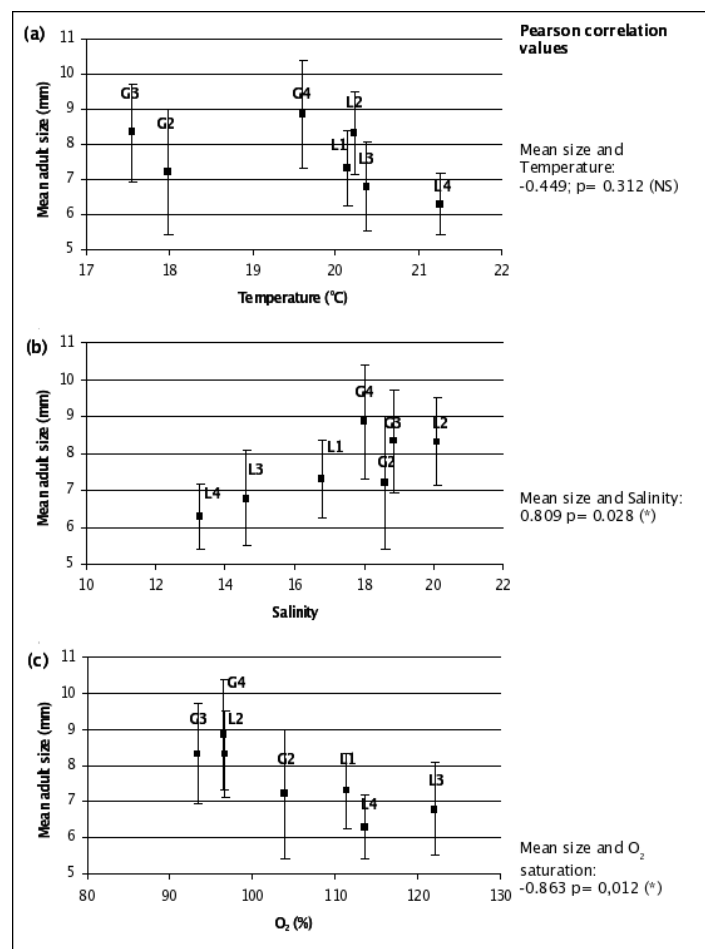 (a)
Pearson correlation
values
11
10
9
8
7
6
5
Mean adult size (mm)
G3
G2
G4
L2
L1
L3
L4
17 18 19 20 21 22
Temperature (°C)
Mean size and
Temperature:
-0.449; p= 0.312 (NS)
(b)
11
10
9
8
7
6
5
Mean adult size (mm)
G4
G3
L2
L1
G2
L3
L4
10 12 14 16 18 20 22
Salinity
Mean size and Salinity:
0.809 p= 0.028 (*)
(c)
11
10
9
8
7
6
5
Mean adult size (mm)
G4
G3
L2
G2
L1
L3
L4
80 90 100 110 120 130
O₂ (%)
Mean size and O₂
saturation:
-0.863 p= 0,012 (*)